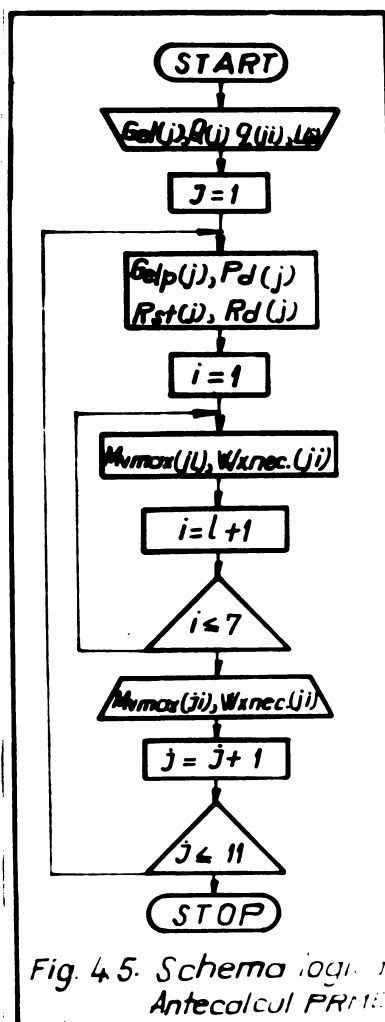 START
Gel(j), Q(j) q(ji),
J = 1
Gelp(j), Pd(j)
Rst(j), Rd(j)
i = 1
Mvmax(ji), Wxnec.(ji)
i = i + 1
i ≤ 7
Mvmax(ji), Wxnec.(ji)
j = j + 1
j ≤ 11
STOP
Fig. 4.5. Schema
Antecalcul